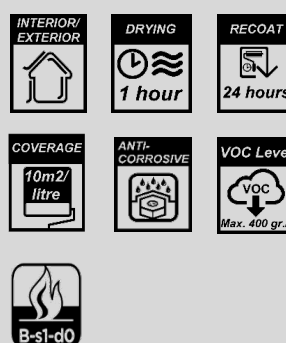 INTERIOR/
EXTERIOR
DRYING
1 hour
RECOAT
24 hours
COVERAGE
10m2/
litre
ANTI-
CORROSIVE
VOC Leve
VOC
Max. 400 gr.
B-s1-d0